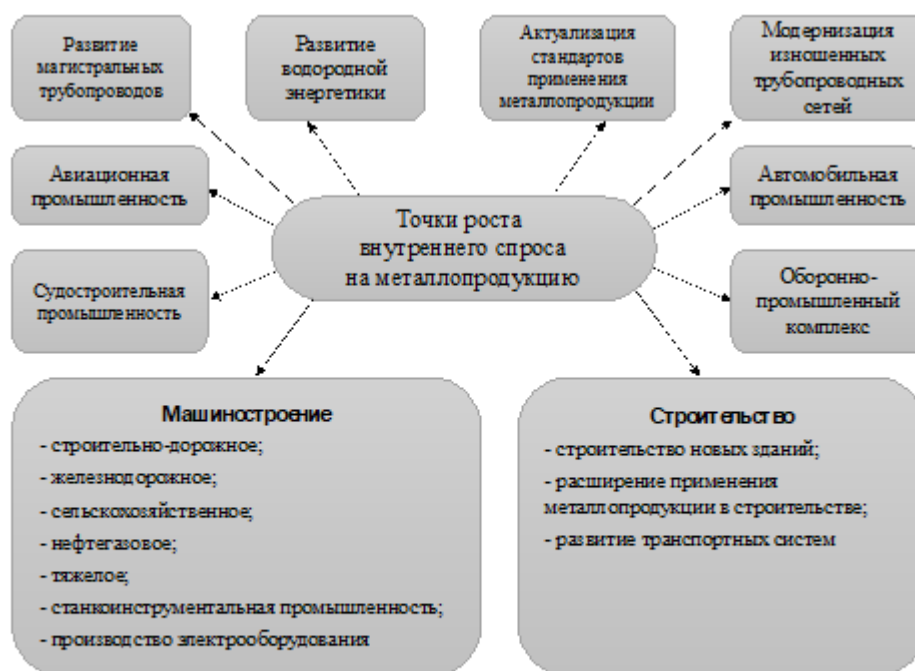 Развитие
магистральных
трубопроводов
Развитие
водородной
энергетики
Актуализация
стандартов
применения
металлопродукции
Модернизация
изношенных
трубопроводных
сетей
Авиационная
промышленность
Точки роста
внутреннего спроса
на металлопродукцию
Автомобильная
промышленность
Судостроительная
промышленность
Оборонно-
промышленный
комплекс
Машиностроение
- строительно-дорожное;
- железнодорожное;
- сельскохозяйственное;
- нефтегазовое;
- тяжелое;
- станкоинструментальная промышленность;
- производство электрооборудования
Строительство
- строительство новых зданий;
- расширение применения
металлопродукции в строительстве;
- развитие транспортных систем